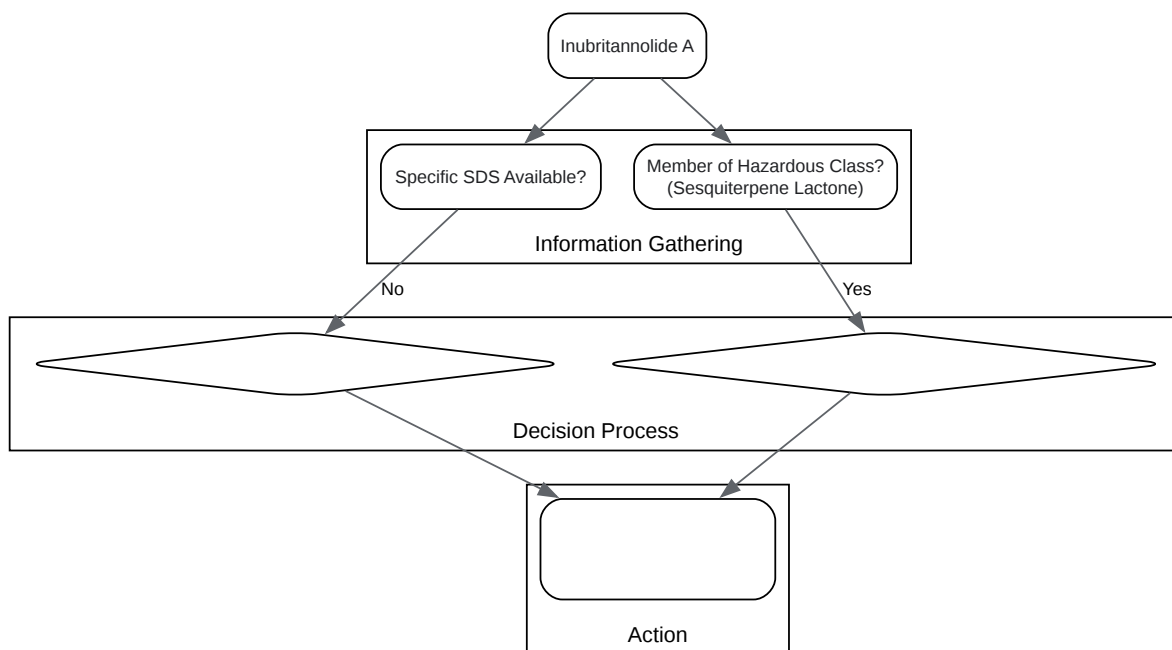 Inubritannolide A
Specific SDS Available?
Member of Hazardous Class?
(Sesquiterpene Lactone)
Information Gathering
No
Yes
Decision Process
Action